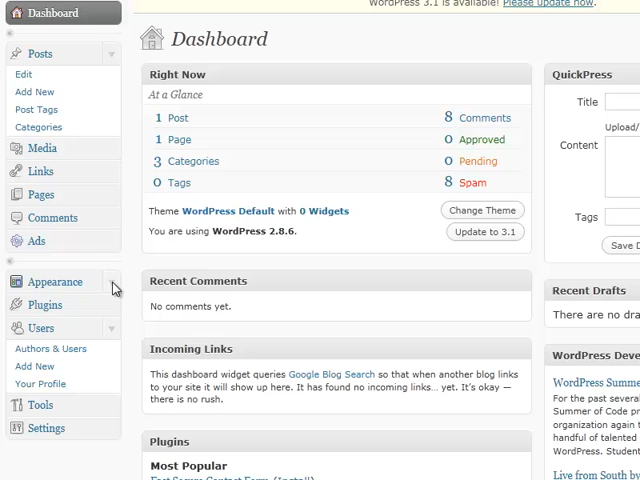 WordPress 3.1 is available! Please update now.
Dashboard
Posts
Edit
Add New
Post Tags
Categories
Media
Links
Pages
Comments
Ads
Appearance
Plugins
Users
Authors & Users
Add New
Your Profile
Tools
Settings
Dashboard
Right Now
At a Glance
1 Post 8 Comments
1 Page 0 Approved
3 Categories 0 Pending
0 Tags 8 Spam
Theme WordPress Default with 0 Widgets Change Theme
You are using WordPress 2.8.6. Update to 3.1
Recent Comments
No comments yet.
Incoming Links
This dashboard widget queries Google Blog Search so that when another blog links
to your site it will show up here. It has found no incoming links… yet. It's okay —
there is no rush.
Plugins
Most Popular
Fast Secure Contact Form (Install)
QuickPress
Title
Upload/
Content
Tags
Save D
Recent Drafts
There are no dra
WordPress Deve
WordPress Summe
For the past several
Summer of Code pr
organization again t
handful of talented
WordPress. Student
Live from South by